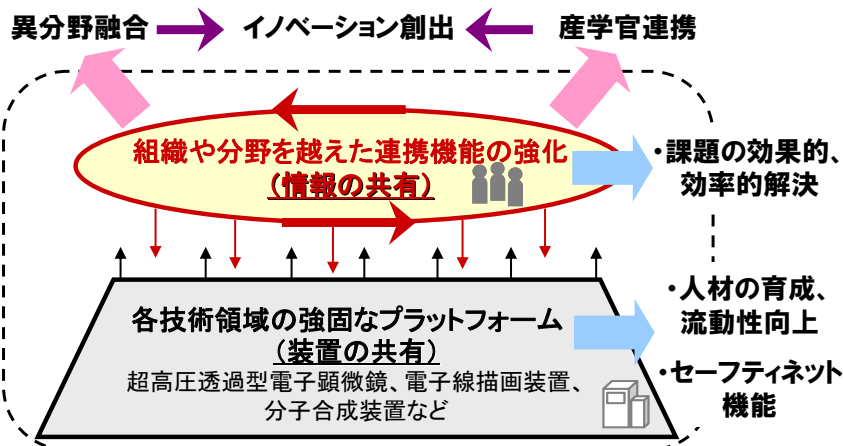 異分野融合
イノベーション創出
産学官連携
組織や分野を越えた連携機能の強化
(情報の共有)
・課題の効果的、
効率的解決
各技術領域の強固なプラットフォーム
(装置の共有)
超高圧透過型電子顕微鏡、電子線描画装置、
分子合成装置など
・人材の育成、
流動性向上
・セーフティネット
機能